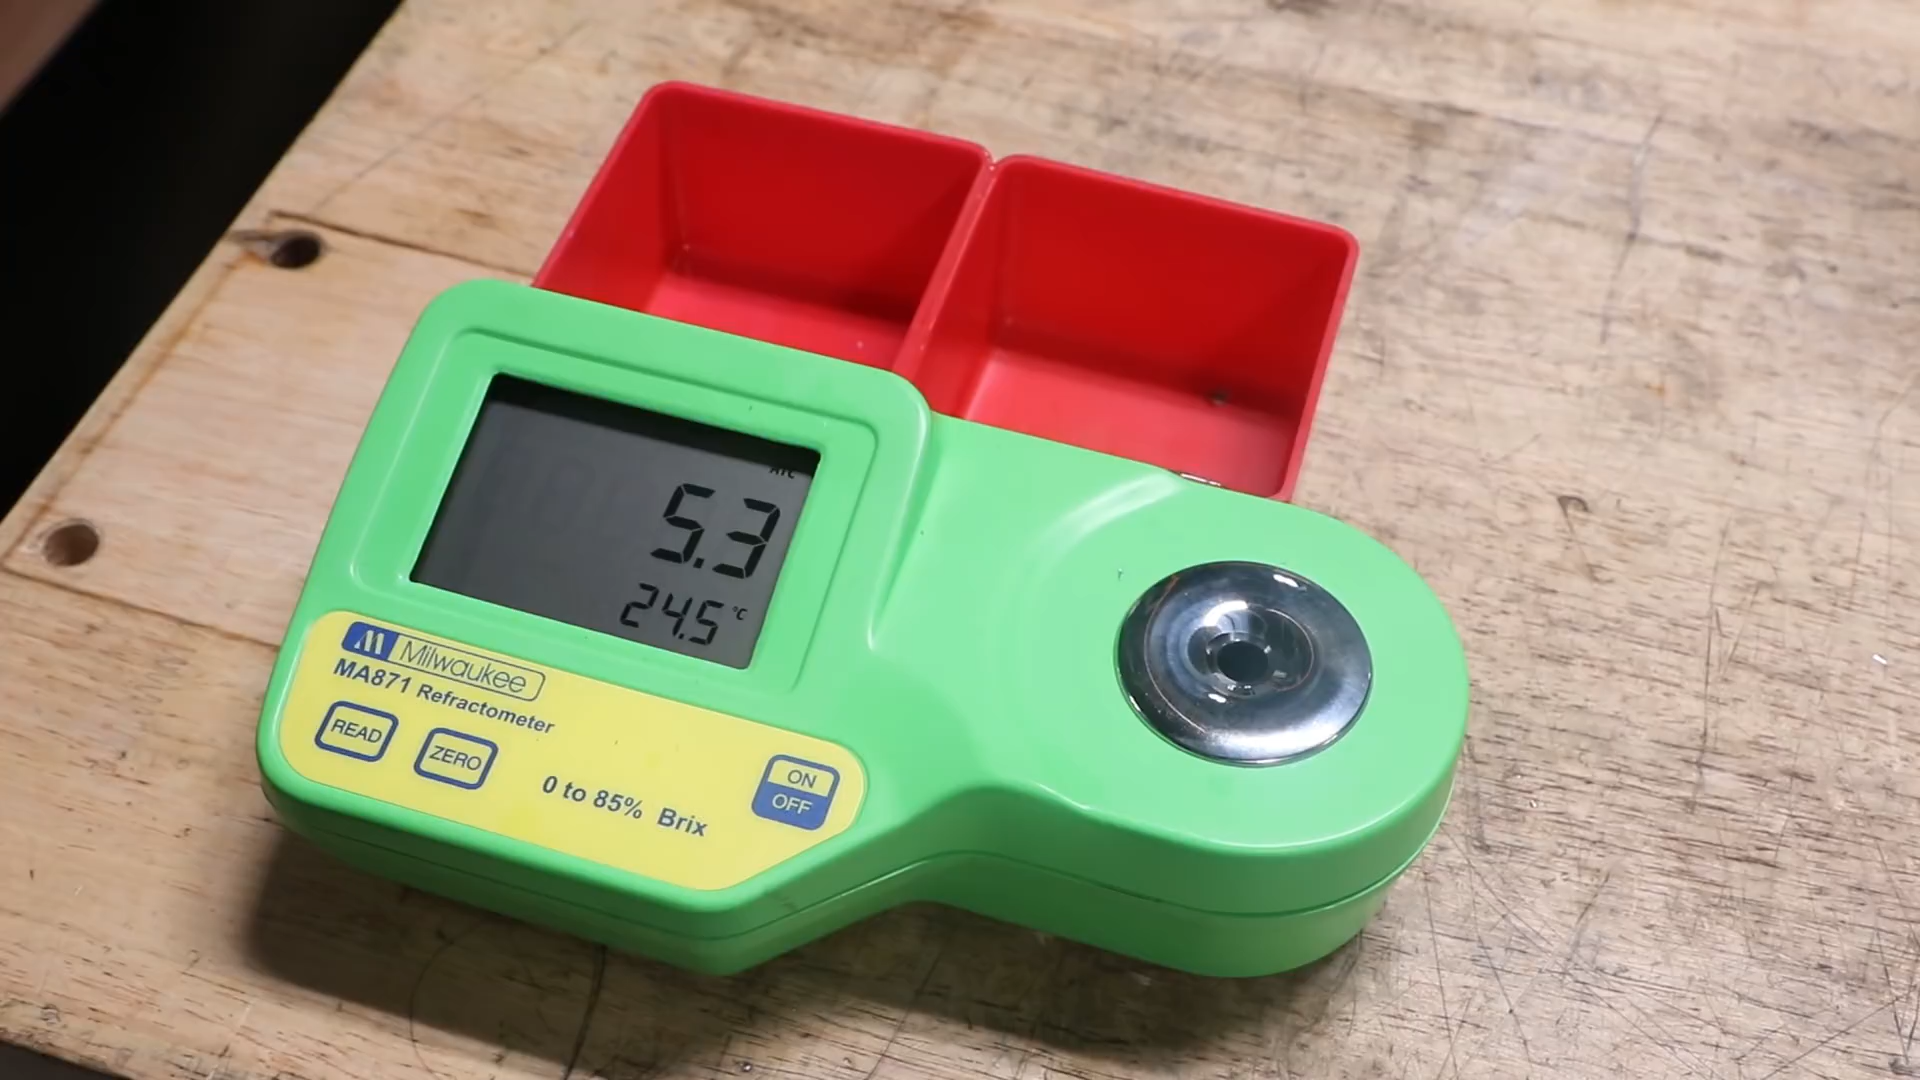 ATC
5.3
24.5 °C
M Milwaukee
MA871 Refractometer
READ
ZERO
0 to 85% Brix
ON
OFF